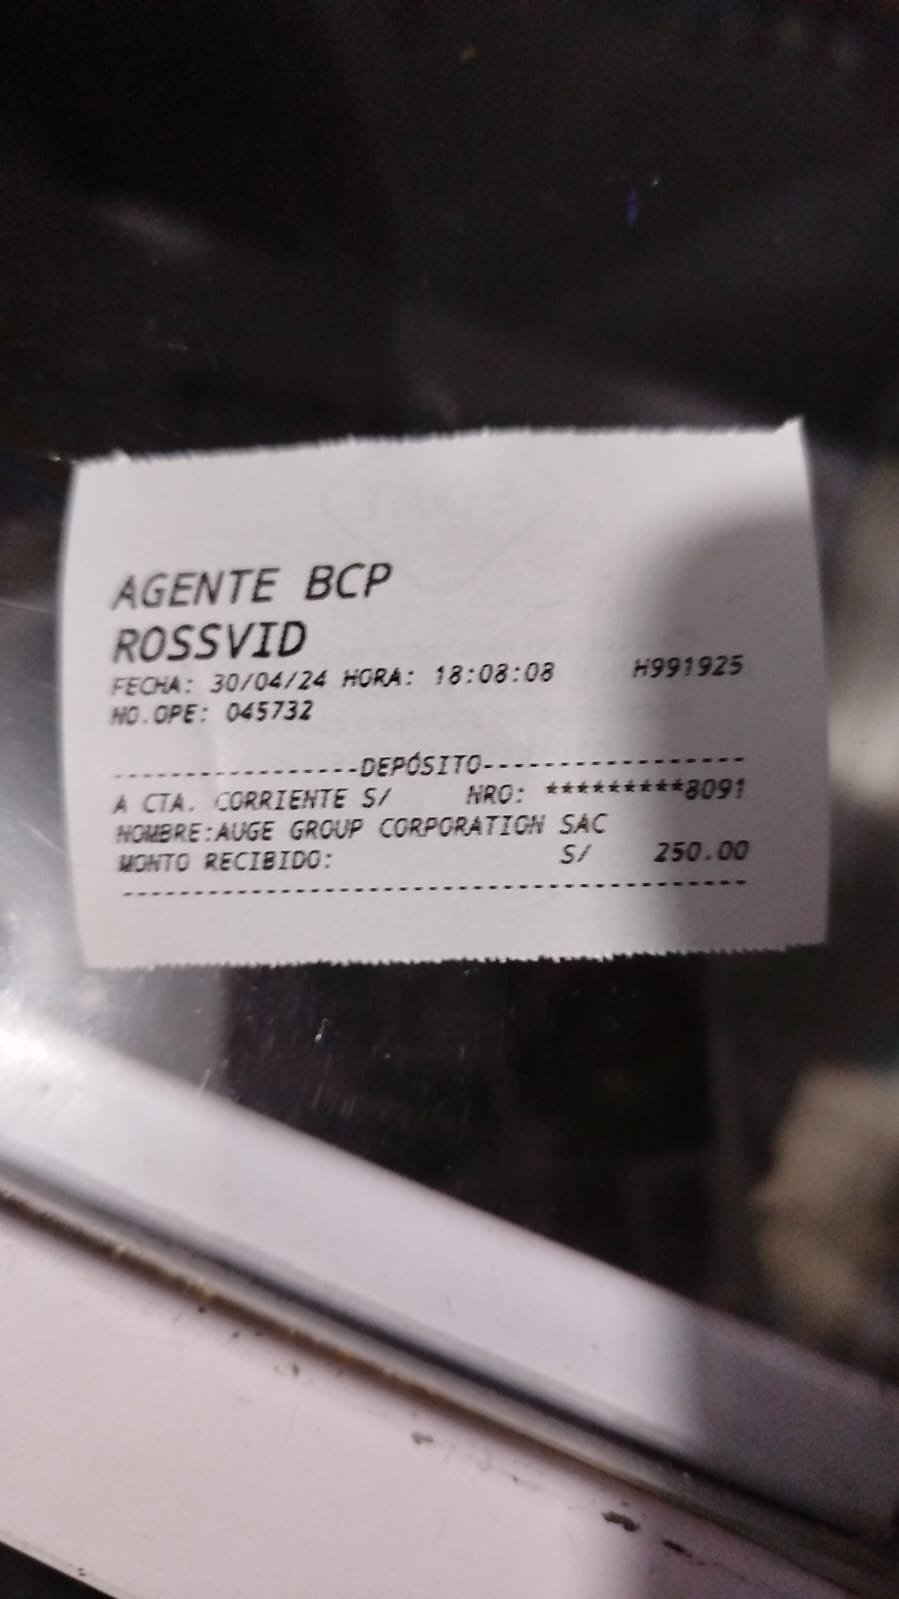 AGENTE BCP
ROSSVID
FECHA: 30/04/24 HORA: 18:08:08 H991925
NO.OPE: 045732
-----------------DEPÓSITO------------------
A CTA. CORRIENTE S/ NRO: *********8091
NOMBRE:AUGE GROUP CORPORATION SAC
MONTO RECIBIDO: S/ 250.00
--------------------------------------------